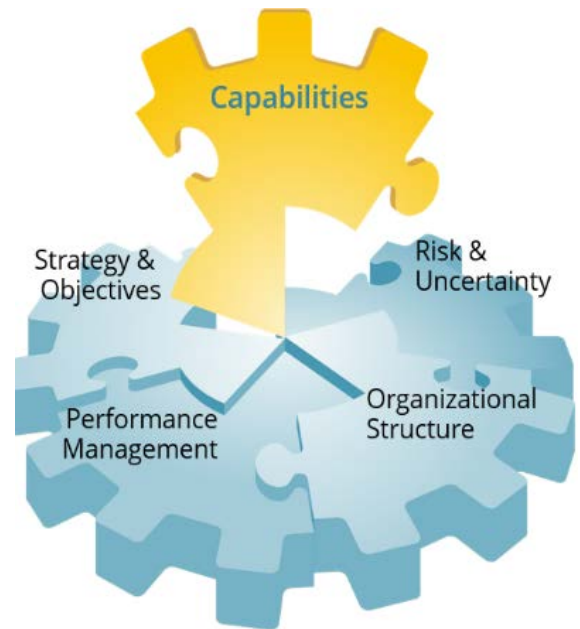 Capabilities
Strategy &
Objectives
Risk &
Uncertainty
Performance
Management
Organizational
Structure